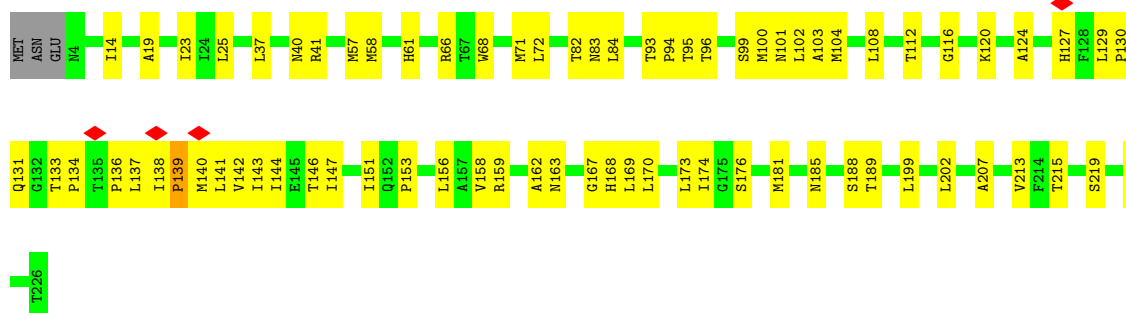 MET ASN GLU N4 I14 A19 I23 I24 L25 L37 N40 R41 M57 M58 H61 R66 T67 W68 M71 L72 T82 N83 L84 T93 P94 T95 T96 S99 M100 N101 L102 A103 M104 L108 T112 G116 K120 A124 H127 F128 L129 P130
Q131 G132 T133 P134 T135 P136 L137 I138 P139 M140 L141 V142 I143 I144 E145 T146 I147 I151 Q152 P153 L156 A157 V158 R159 A162 N163 G167 H168 L169 L170 L173 I174 G175 S176 M181 N185 S188 T189 L199 L202 A207 V213 F214 T215 S219
T226